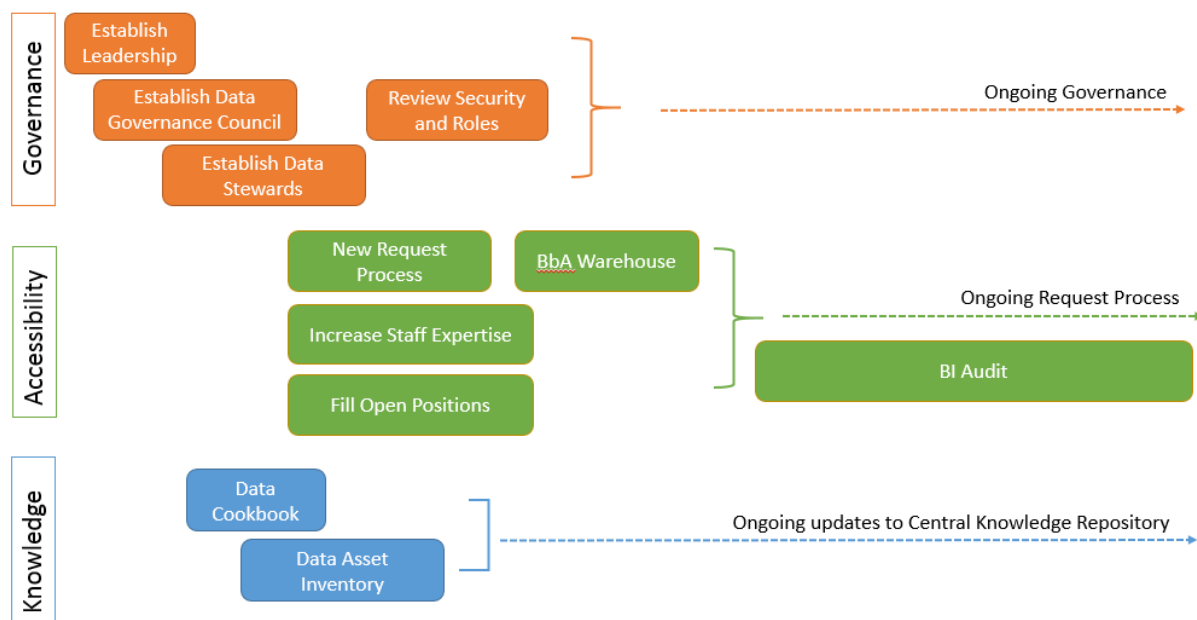 Governance
Establish
Leadership
Establish Data
Governance Council
Review Security
and Roles
Establish Data
Stewards
Ongoing Governance
Accessibility
New Request
Process
BbA Warehouse
Increase Staff Expertise
Fill Open Positions
Ongoing Request Process
BI Audit
Knowledge
Data
Cookbook
Data Asset
Inventory
Ongoing updates to Central Knowledge Repository